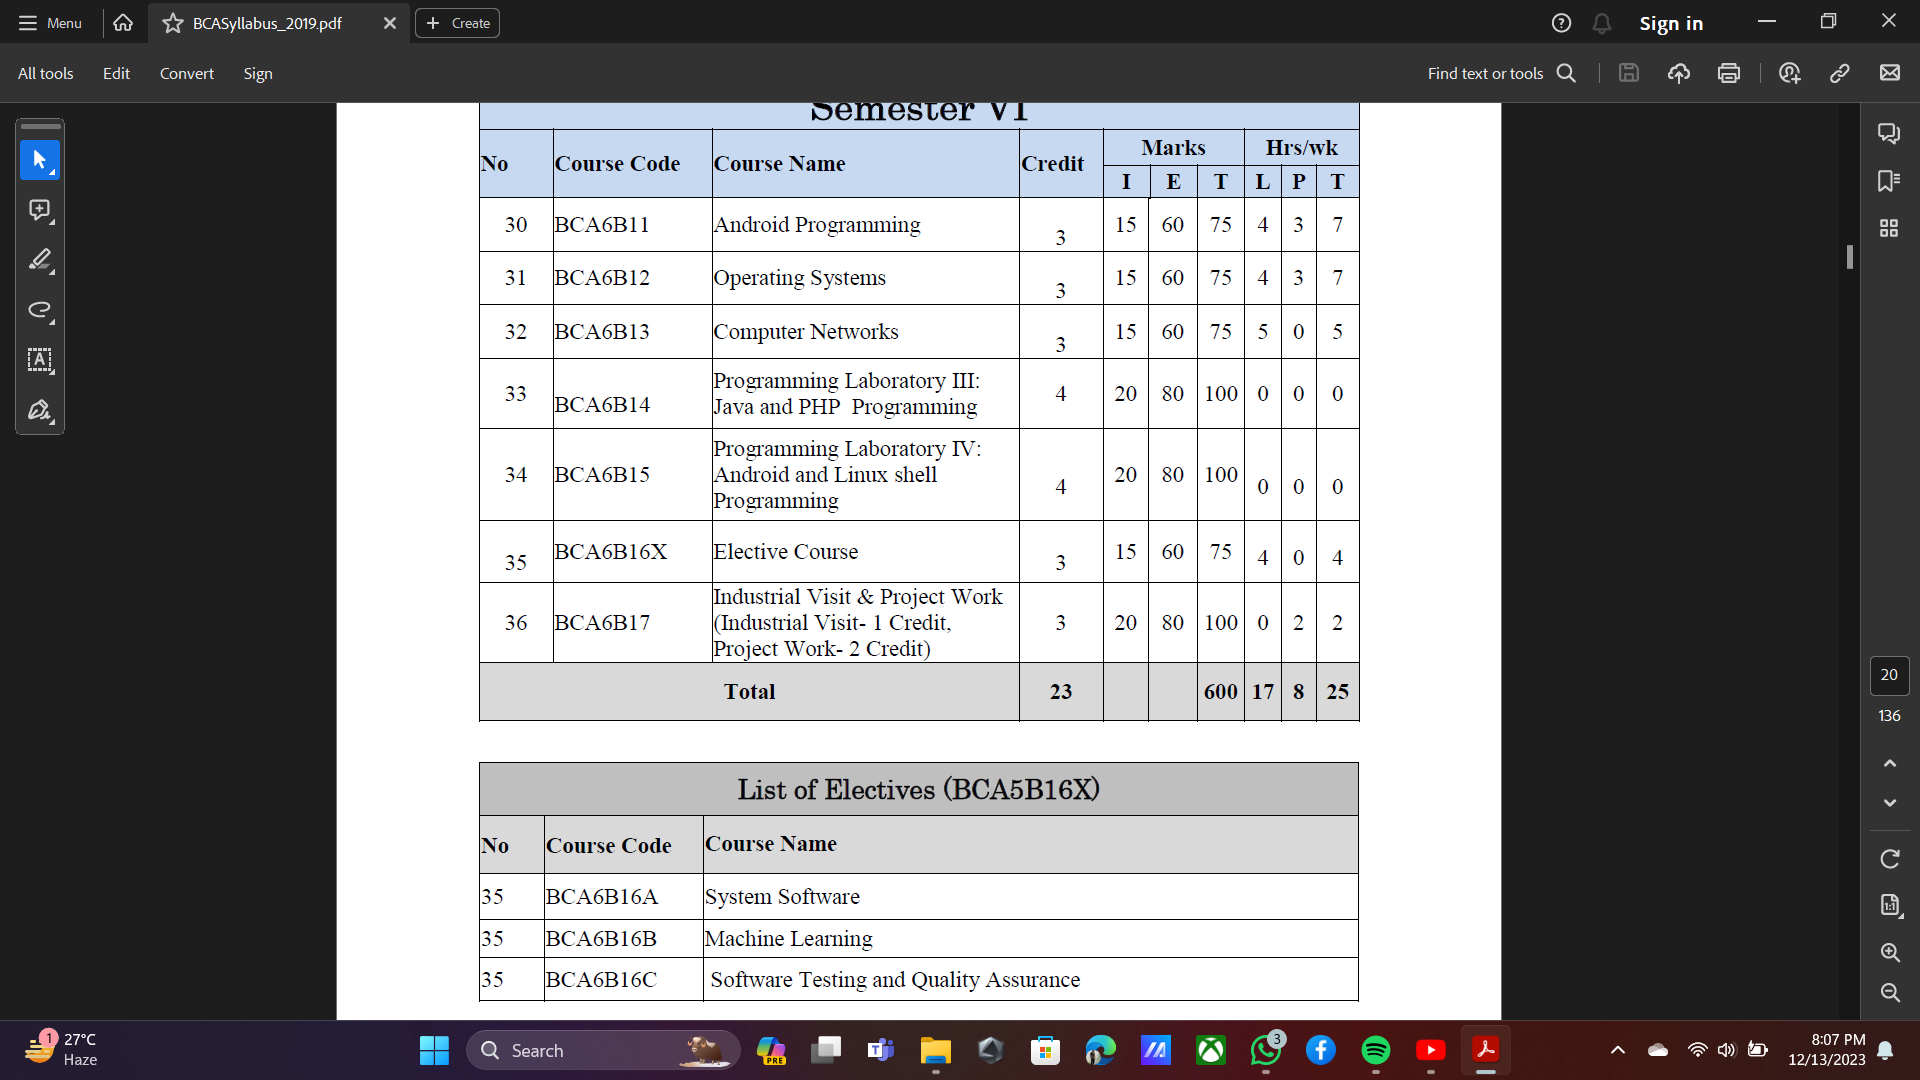 Menu
BCASyllabus_2019.pdf
Create
Sign in
All tools Edit Convert Sign
Find text or tools
Semester VI
No Course Code Course Name Credit Marks Hrs/wk
I E T L P T
30 BCA6B11 Android Programming 3 15 60 75 4 3 7
31 BCA6B12 Operating Systems 3 15 60 75 4 3 7
32 BCA6B13 Computer Networks 3 15 60 75 5 0 5
33 BCA6B14 Programming Laboratory III:
Java and PHP Programming 4 20 80 100 0 0 0
34 BCA6B15 Programming Laboratory IV:
Android and Linux shell
Programming 4 20 80 100 0 0 0
35 BCA6B16X Elective Course 3 15 60 75 4 0 4
36 BCA6B17 Industrial Visit & Project Work
(Industrial Visit- 1 Credit,
Project Work- 2 Credit) 3 20 80 100 0 2 2
Total 23 600 17 8 25
List of Electives (BCA5B16X)
No Course Code Course Name
35 BCA6B16A System Software
35 BCA6B16B Machine Learning
35 BCA6B16C Software Testing and Quality Assurance
20
136
1:1
1
27°C
Haze
Search
PRE
3
8:07 PM
12/13/2023